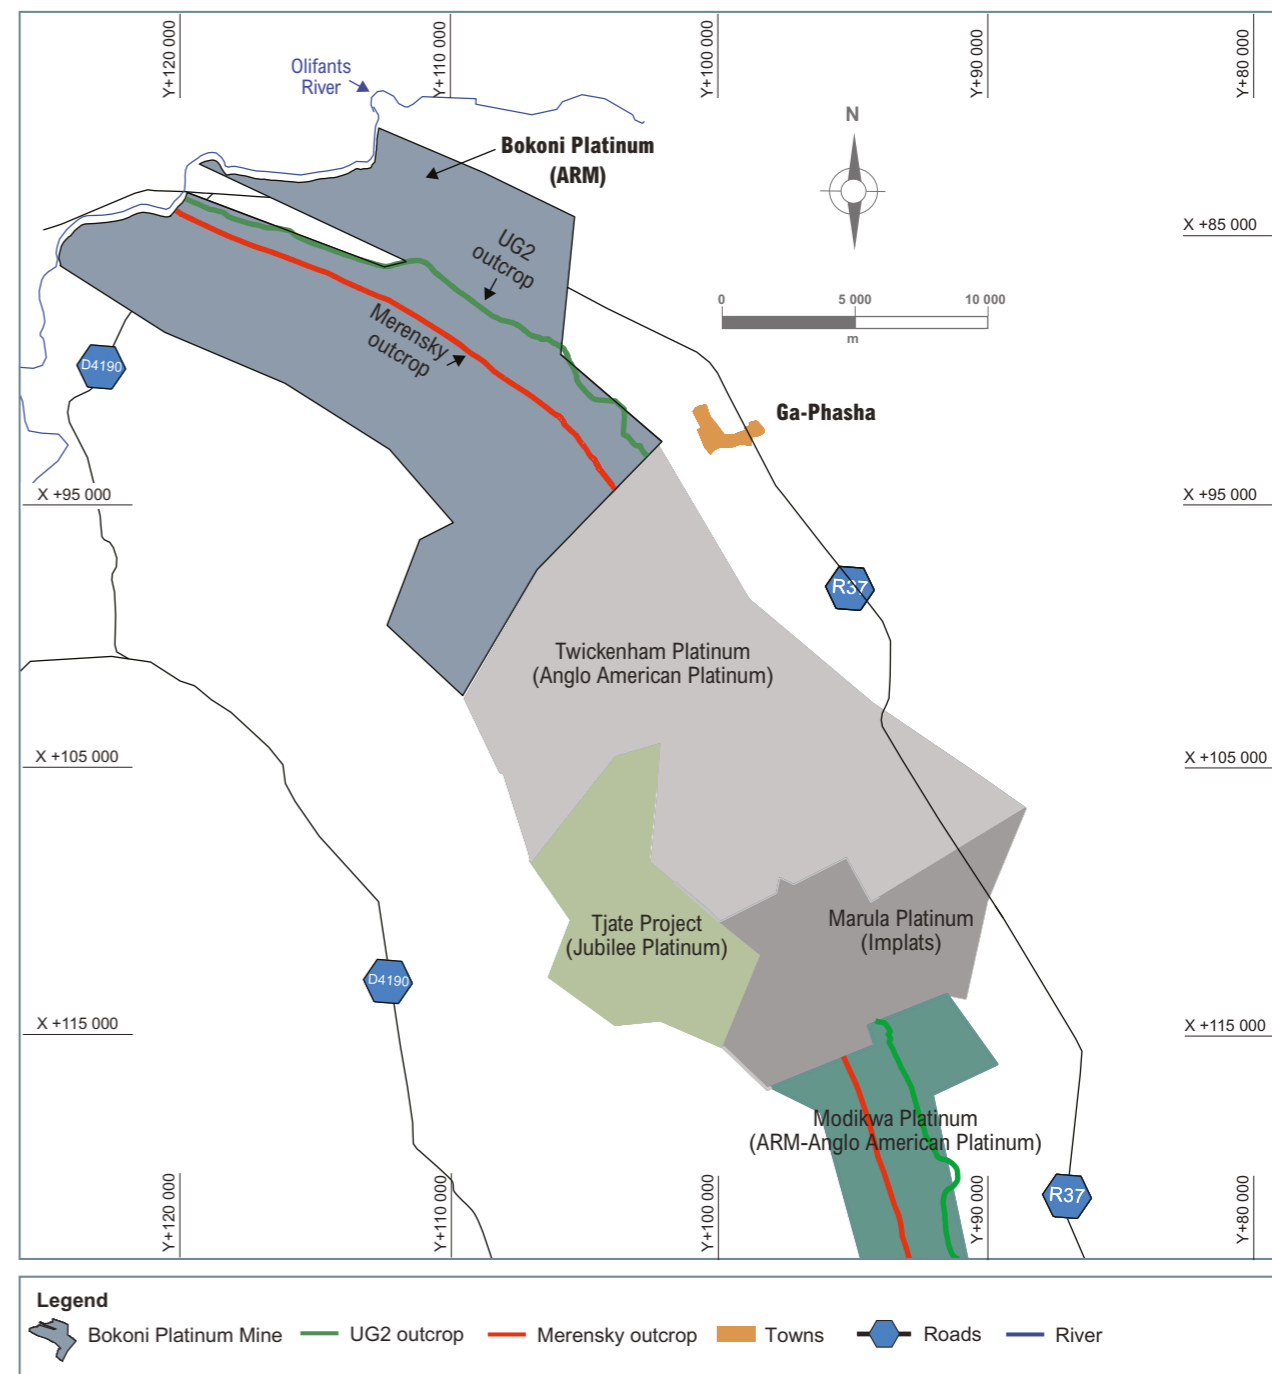 Y+120 000
Y+110 000
Y+100 000
Y+90 000
Y+80 000
Olifants
River
Bokoni Platinum
(ARM)
N
X +85 000
UG2
outcrop
0
5 000
10 000
m
Merensky
outcrop
D4190
Ga-Phasha
X +95 000
X +95 000
R37
Twickenham Platinum
(Anglo American Platinum)
X +105 000
X +105 000
Tjate Project
(Jubilee Platinum)
Marula Platinum
(Implats)
D4190
X +115 000
X +115 000
Modikwa Platinum
(ARM-Anglo American Platinum)
R37
Y+120 000
Y+110 000
Y+100 000
Y+90 000
Y+80 000
Legend
Bokoni Platinum Mine
UG2 outcrop
Merensky outcrop
Towns
Roads
River